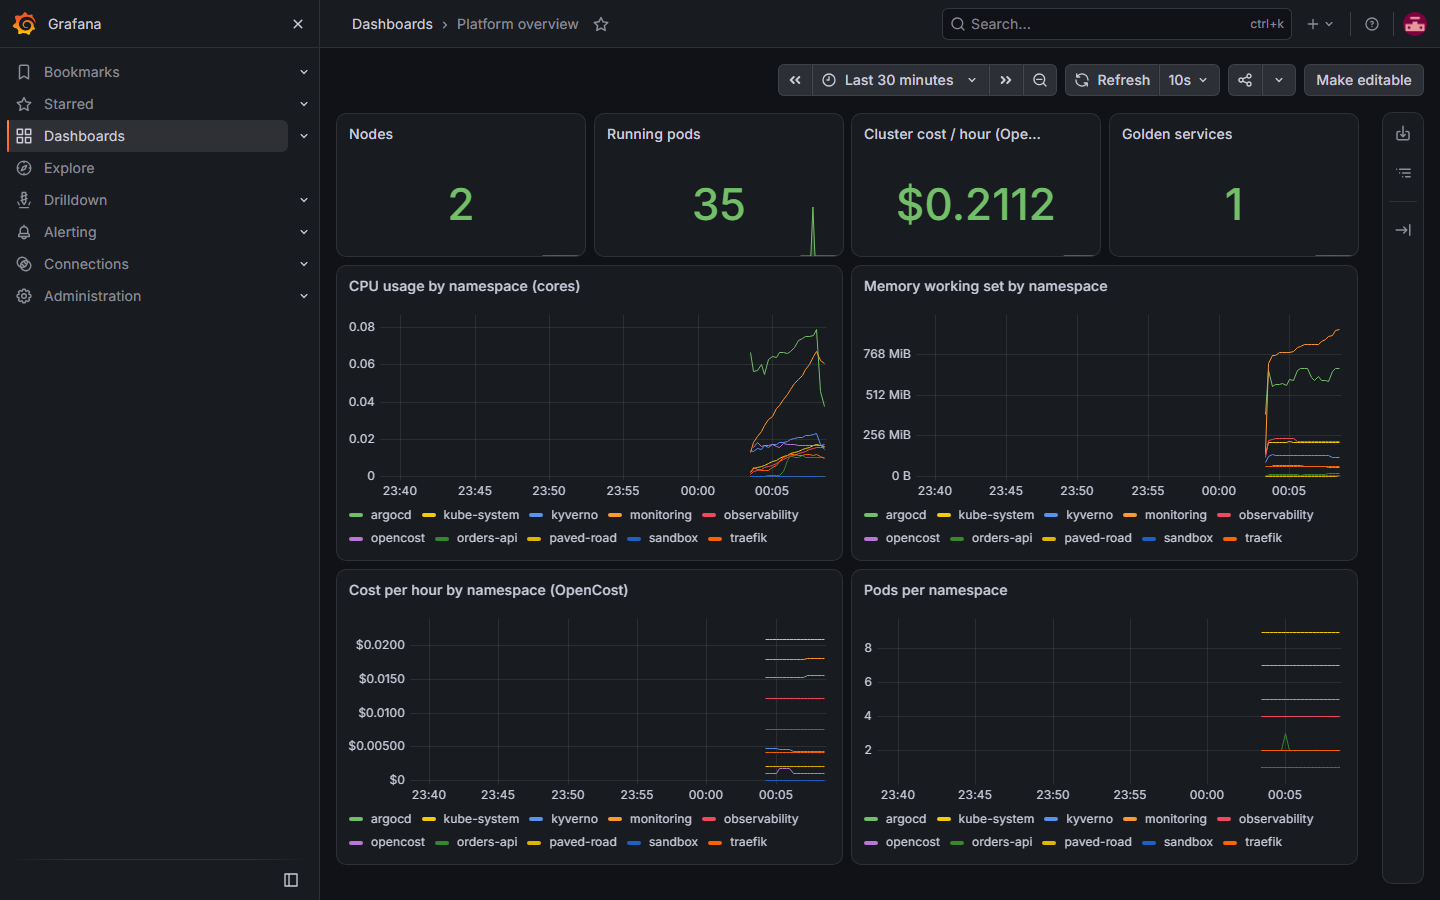 Grafana
Dashboards › Platform overview
Search... ctrl+k
Bookmarks
Starred
Dashboards
Explore
Drilldown
Alerting
Connections
Administration
Last 30 minutes
Refresh 10s
Make editable
Nodes
2
Running pods
35
Cluster cost / hour (Ope...
$0.2112
Golden services
1
CPU usage by namespace (cores)
0.08
0.06
0.04
0.02
0
23:40 23:45 23:50 23:55 00:00 00:05
argocd kube-system kyverno monitoring observability
opencost orders-api paved-road sandbox traefik
Memory working set by namespace
768 MiB
512 MiB
256 MiB
0 B
23:40 23:45 23:50 23:55 00:00 00:05
argocd kube-system kyverno monitoring observability
opencost orders-api paved-road sandbox traefik
Cost per hour by namespace (OpenCost)
$0.0200
$0.0150
$0.0100
$0.00500
$0
23:40 23:45 23:50 23:55 00:00 00:05
argocd kube-system kyverno monitoring observability
opencost orders-api paved-road sandbox traefik
Pods per namespace
8
6
4
2
23:40 23:45 23:50 23:55 00:00 00:05
argocd kube-system kyverno monitoring observability
opencost orders-api paved-road sandbox traefik